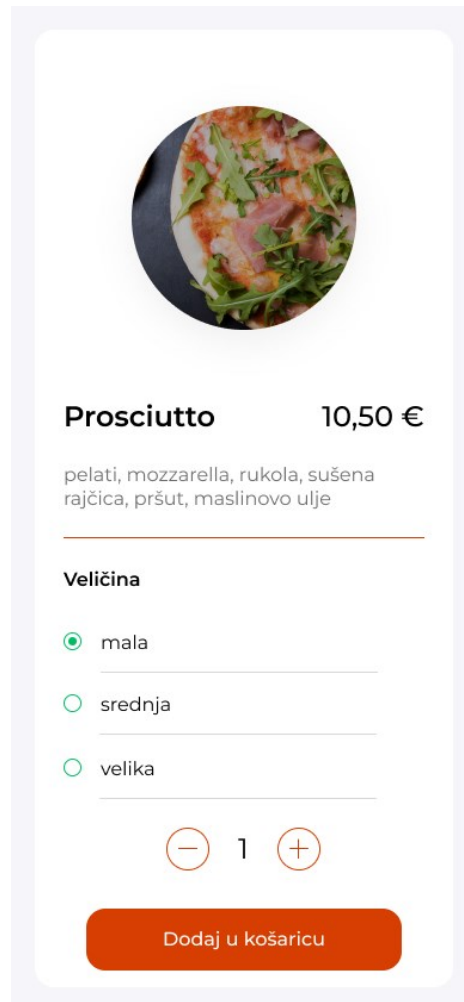 Prosciutto 10,50 €
pelati, mozzarella, rukola, sušena
rajčica, pršut, maslinovo ulje
Veličina
mala
srednja
velika
1
Dodaj u košaricu